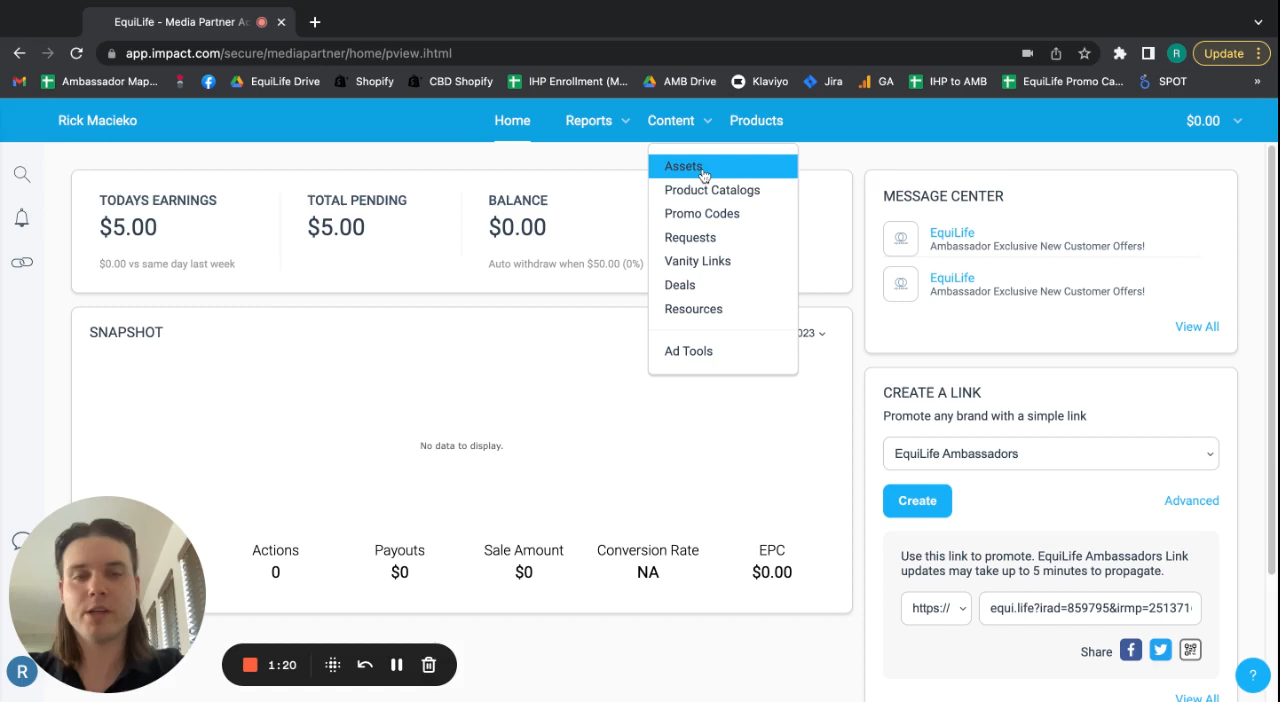 EquiLife - Media Partner Ac
app.impact.com/secure/mediapartner/home/pview.ihtml
R
Update
Ambassador Map...
EquiLife Drive
Shopify
CBD Shopify
IHP Enrollment (M...
AMB Drive
Klaviyo
Jira
GA
IHP to AMB
EquiLife Promo Ca...
SPOT
»
Rick Macieko
Home
Reports
Content
Products
$0.00
Assets
Product Catalogs
Promo Codes
Requests
Vanity Links
Deals
Resources
Ad Tools
TODAYS EARNINGS
$5.00
$0.00 vs same day last week
TOTAL PENDING
$5.00
BALANCE
$0.00
Auto withdraw when $50.00 (0%)
SNAPSHOT
023
No data to display.
Actions
0
Payouts
$0
Sale Amount
$0
Conversion Rate
NA
EPC
$0.00
MESSAGE CENTER
EquiLife
Ambassador Exclusive New Customer Offers!
EquiLife
Ambassador Exclusive New Customer Offers!
View All
CREATE A LINK
Promote any brand with a simple link
EquiLife Ambassadors
Create
Advanced
Use this link to promote. EquiLife Ambassadors Link
updates may take up to 5 minutes to propagate.
https://
equi.life?irad=859795&irmp=251371
Share
View All
?
R
1:20